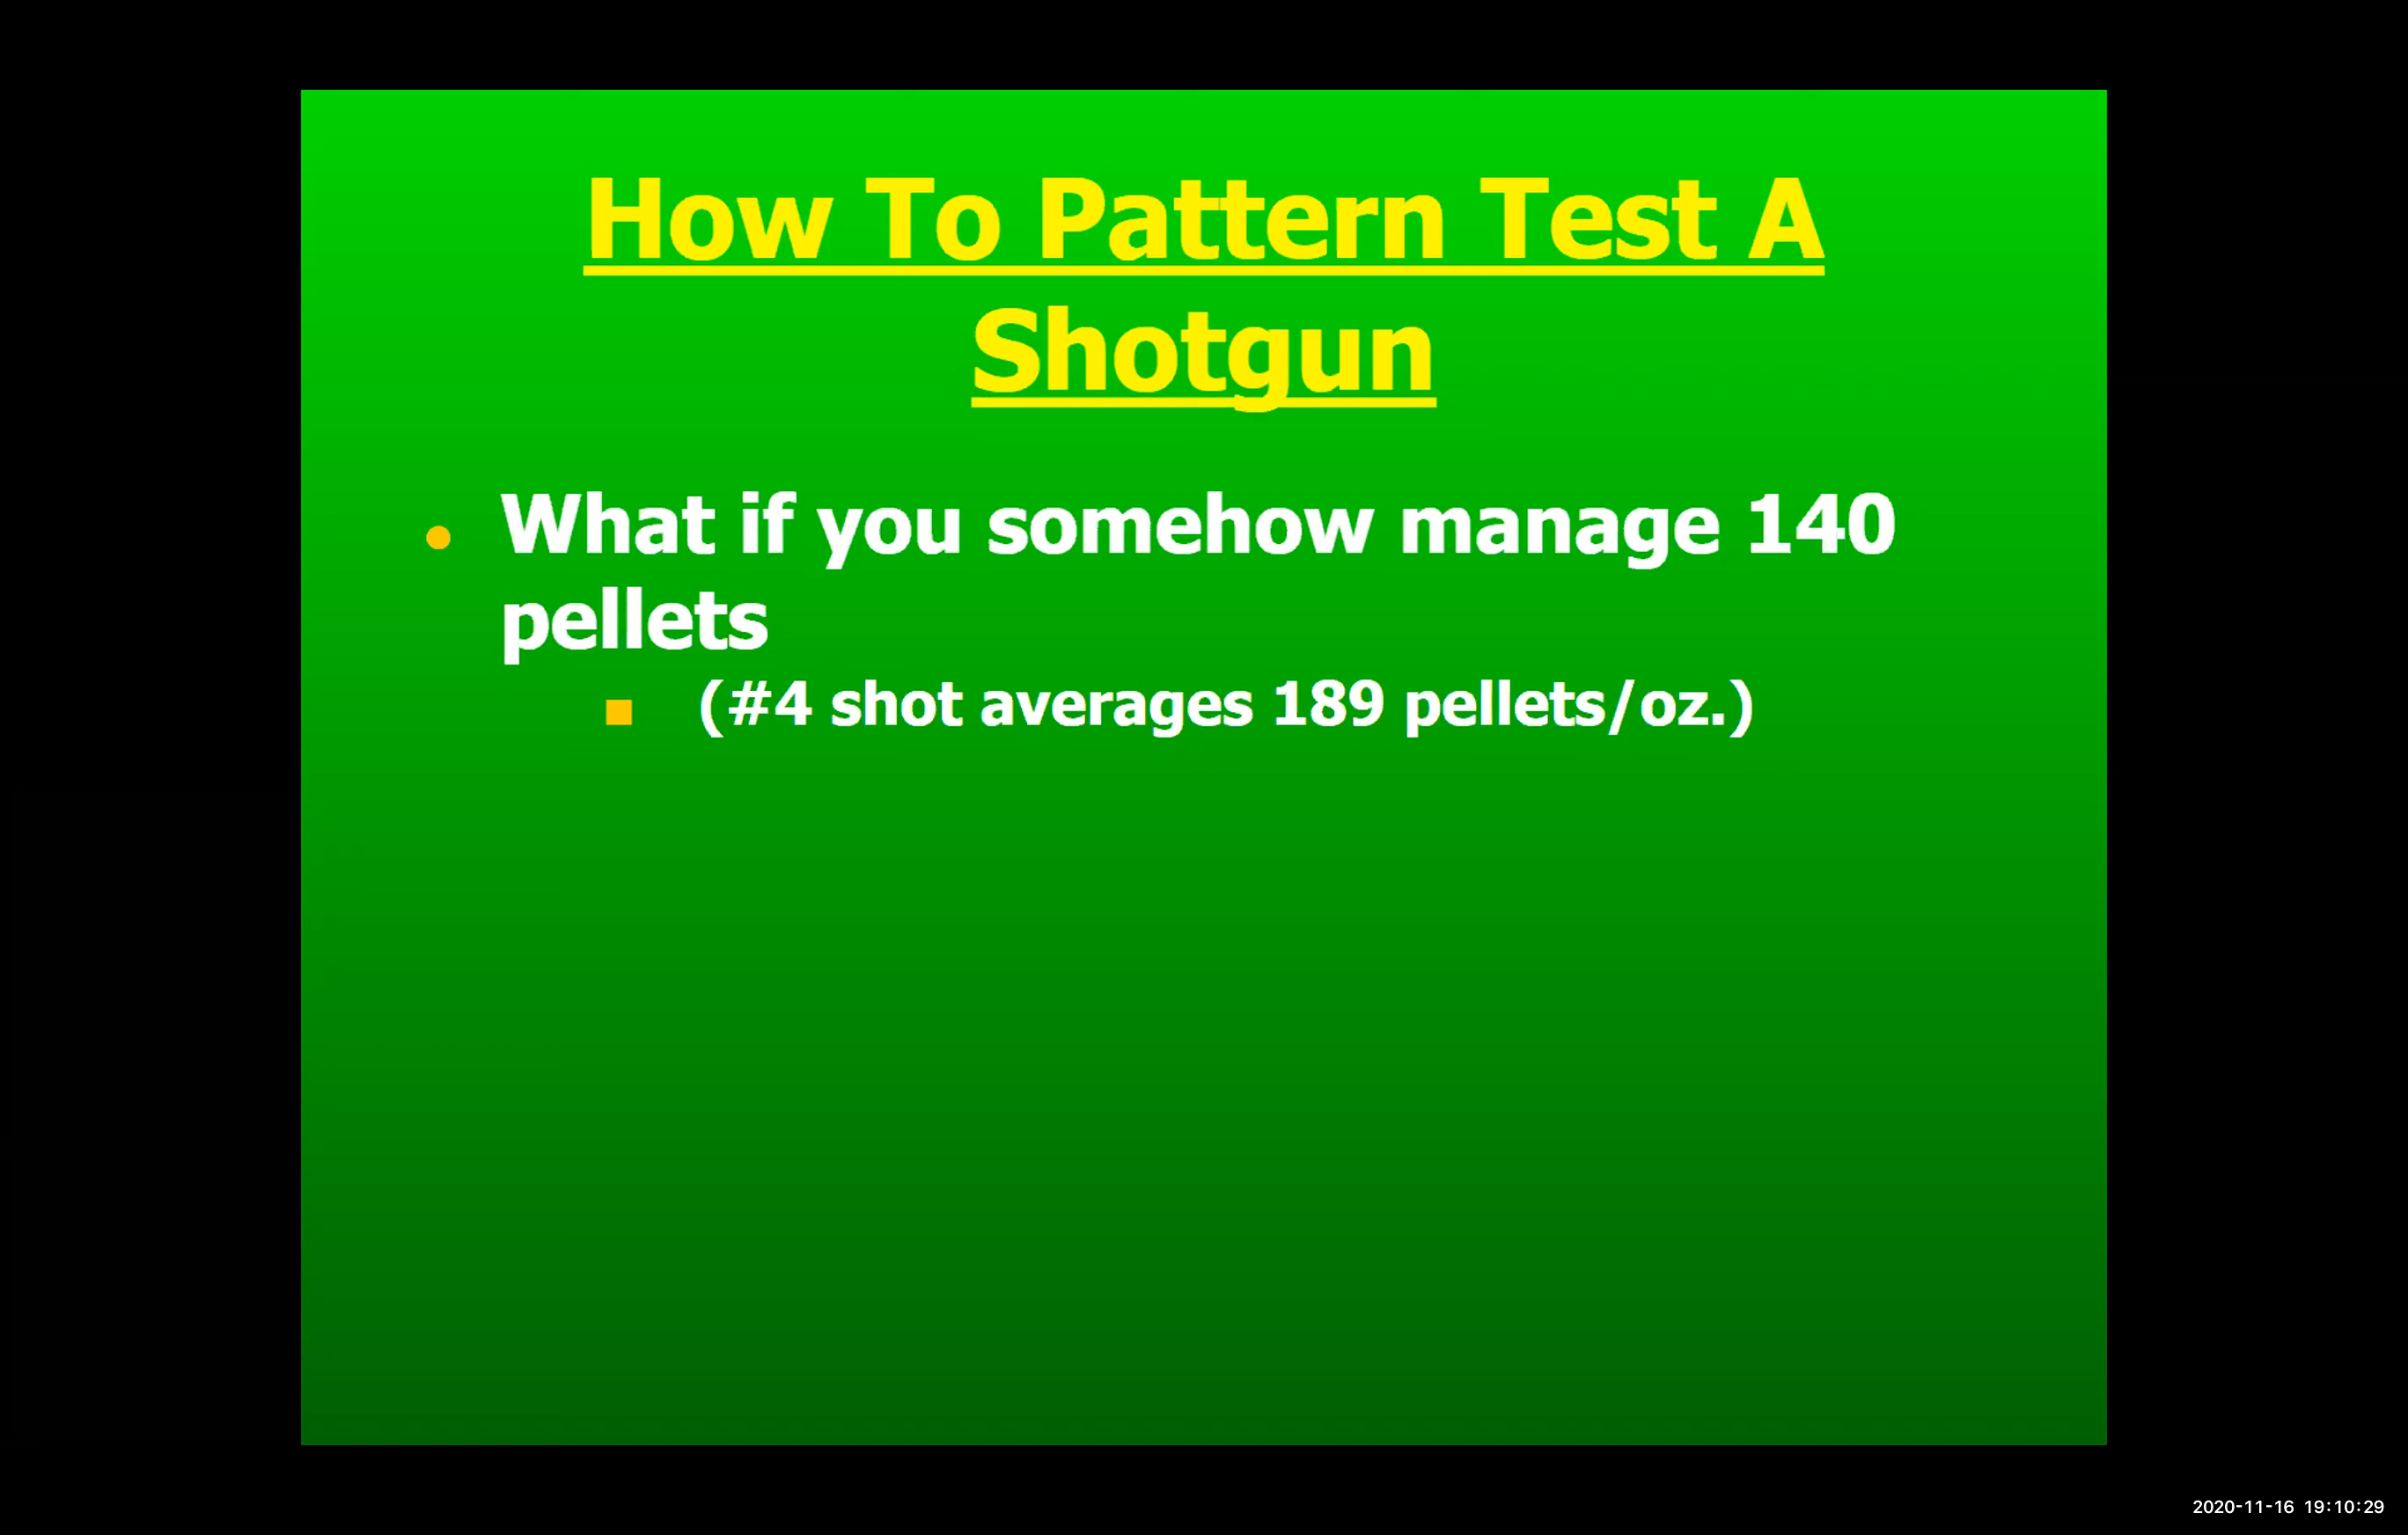 How To Pattern Test A
Shotgun
What if you somehow manage 140
pellets
(#4 shot averages 189 pellets/oz.)
2020-11-16 19:10:29